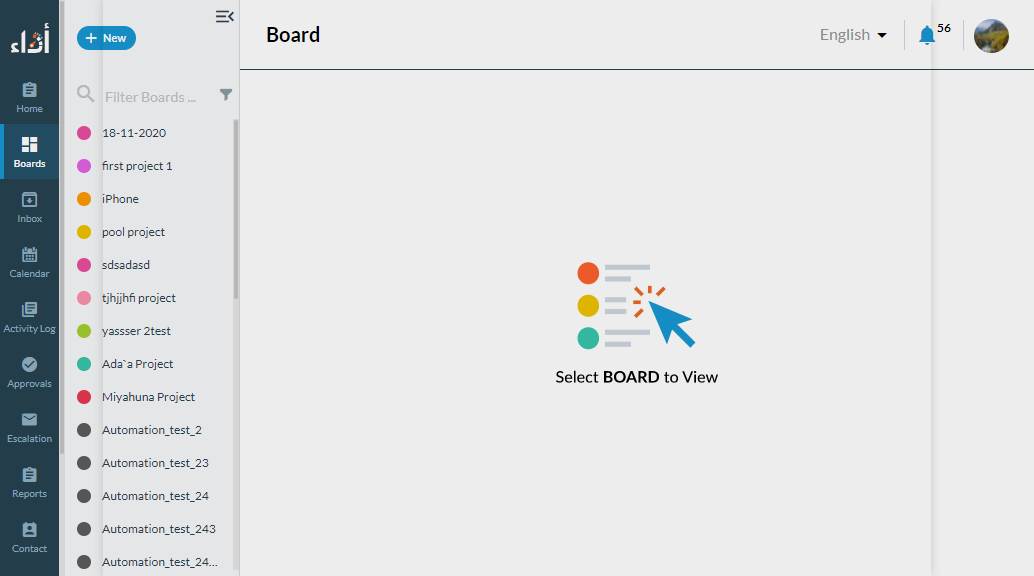 أداء
Home
Boards
Inbox
Calendar
Activity Log
Approvals
Escalation
Reports
Contact
New
Filter Boards ...
18-11-2020
first project 1
iPhone
pool project
sdsadasd
tjhjjhfi project
yassser 2test
Ada`a Project
Miyahuna Project
Automation_test_2
Automation_test_23
Automation_test_24
Automation_test_243
Automation_test_24...
Board
English
56
Select BOARD to View